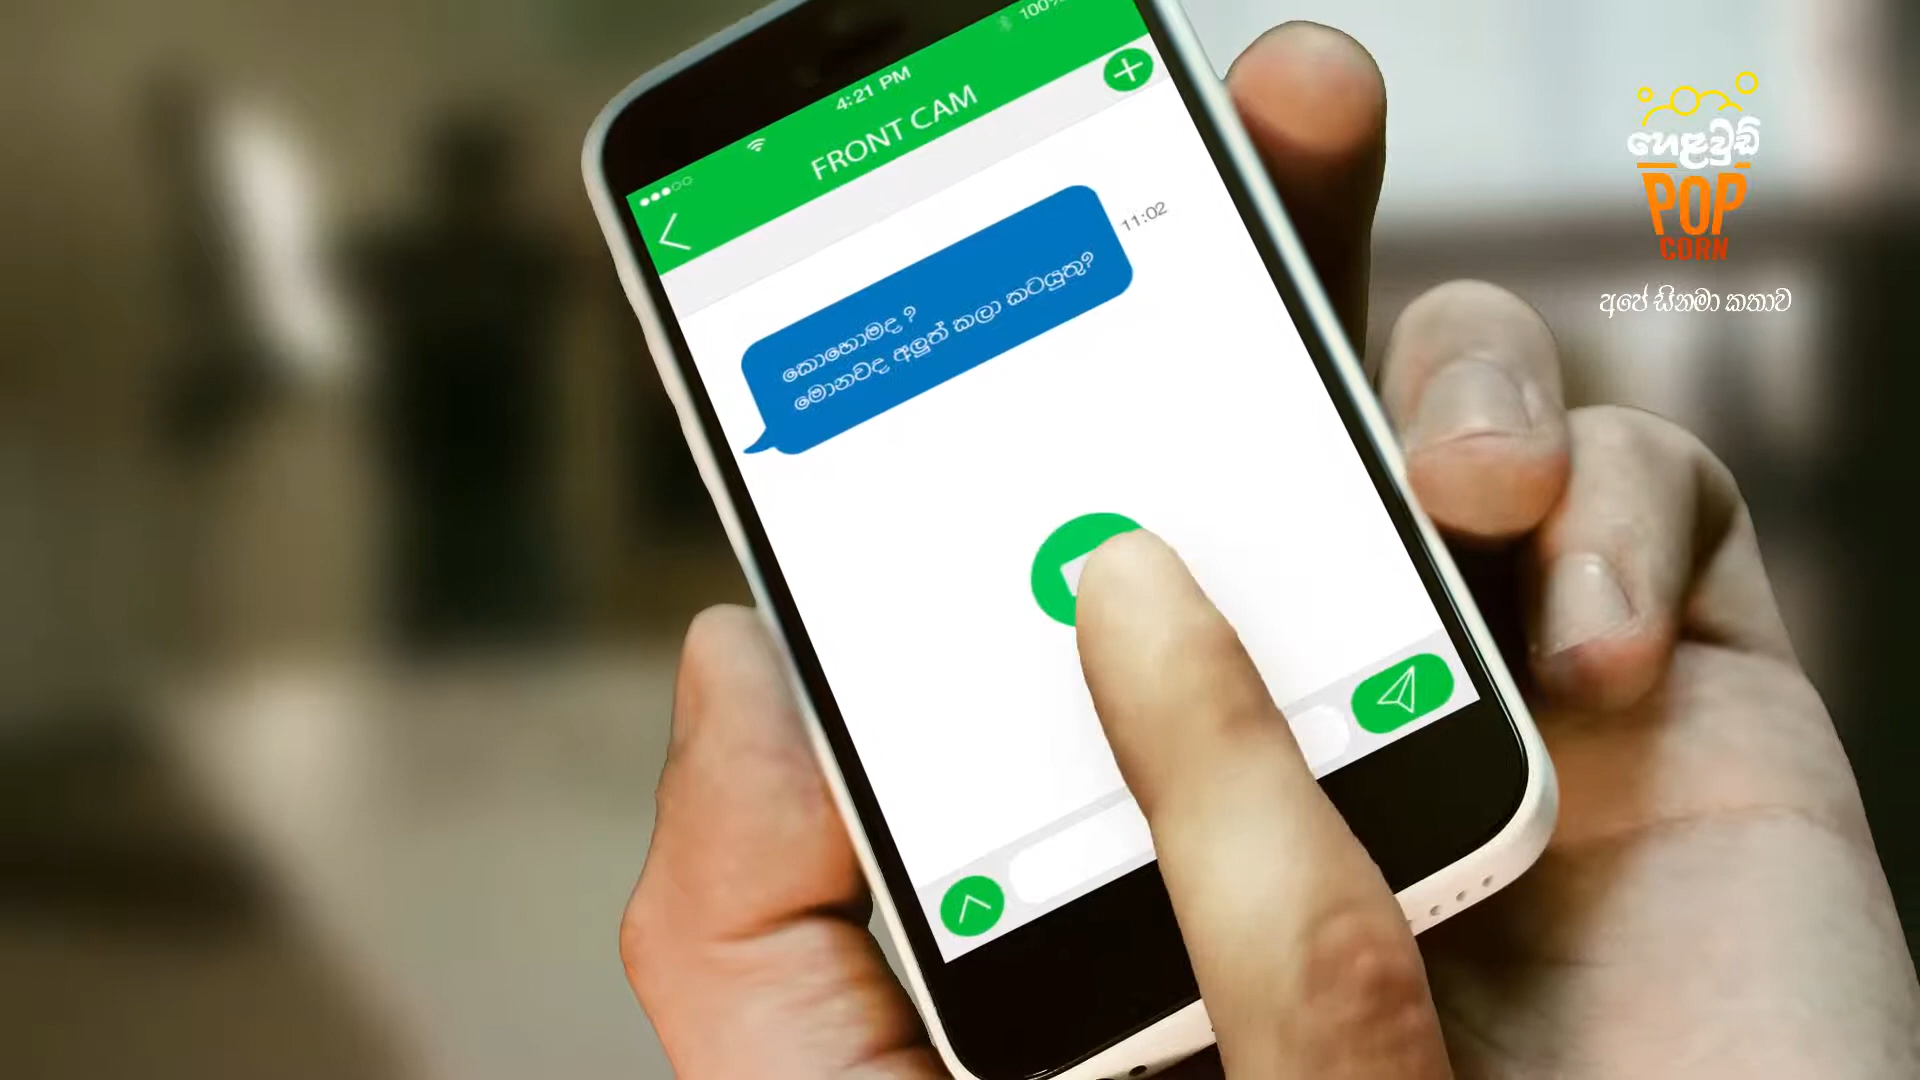 100%
4:21 PM
FRONT CAM
11:02
කොහොමද ?
මොනවද අලුත් කලා කටයුතු?
හෙළවුඩ්
POP
CORN
අපේ සිනමා කතාව